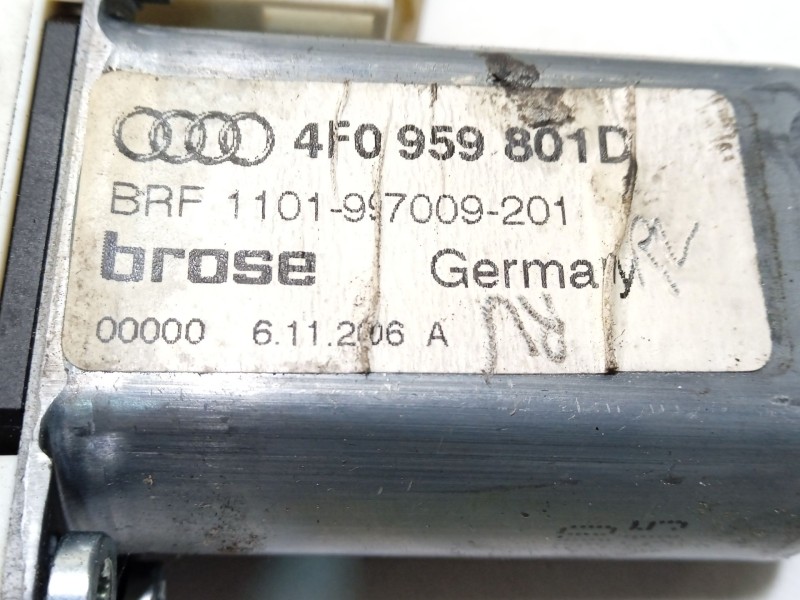 4F0 959 801D
BRF 1101-997009-201
brose Germany
00000 6.11.2006 A